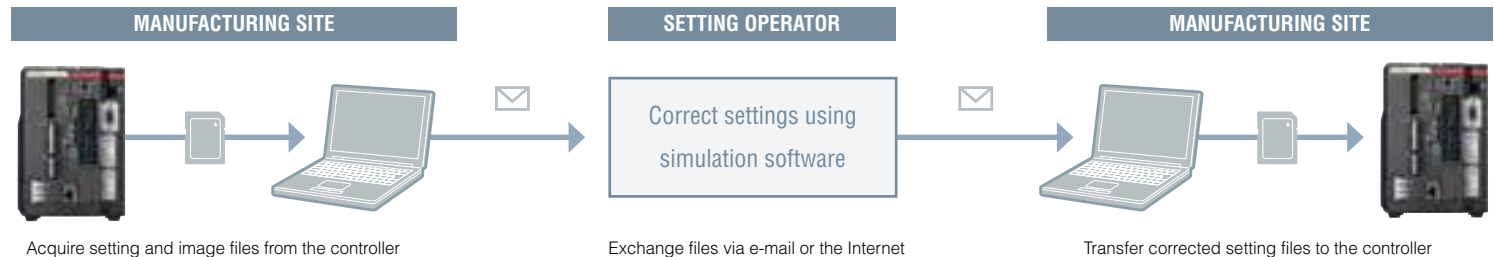 MANUFACTURING SITE
SETTING OPERATOR
MANUFACTURING SITE
Correct settings using
simulation software
Acquire setting and image files from the controller
Exchange files via e-mail or the Internet
Transfer corrected setting files to the controller